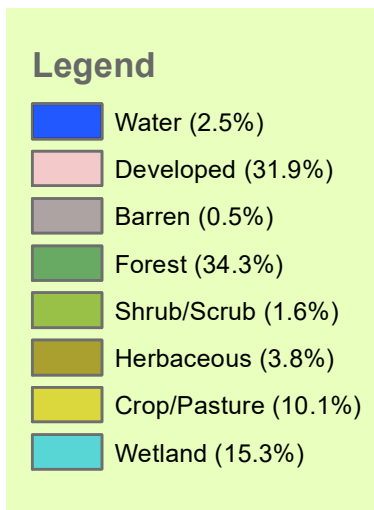 Legend
Water (2.5%)
Developed (31.9%)
Barren (0.5%)
Forest (34.3%)
Shrub/Scrub (1.6%)
Herbaceous (3.8%)
Crop/Pasture (10.1%)
Wetland (15.3%)